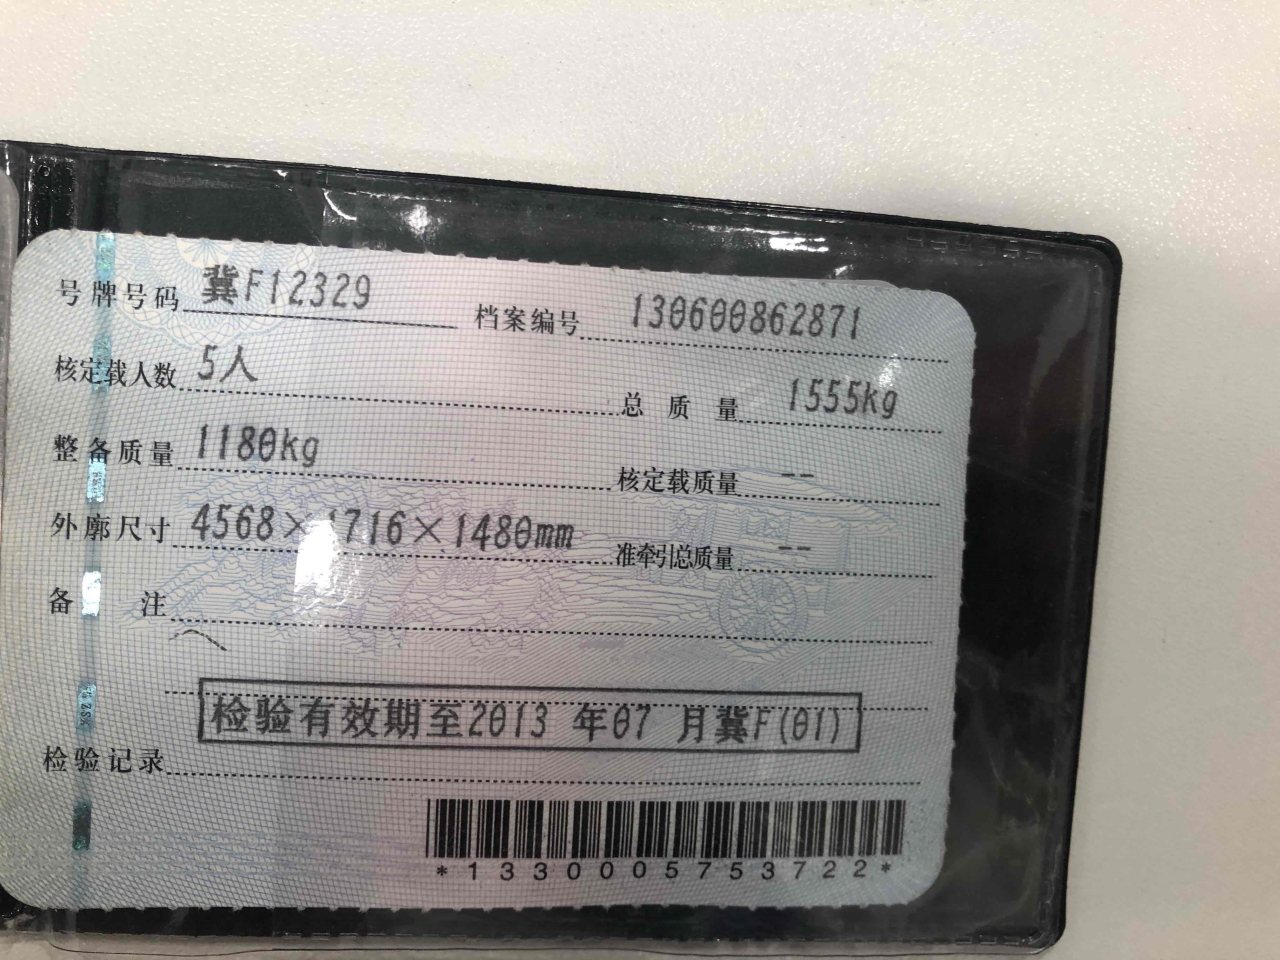 号牌号码 冀F12329 档案编号 130600862871
核定载人数 5人 总质量 1555kg
整备质量 1180kg 核定载质量 --
外廓尺寸 4568×1716×1480mm 准牵引总质量 --
备注
检验有效期至2013 年07 月冀F(01)
检验记录
*1330005753722*